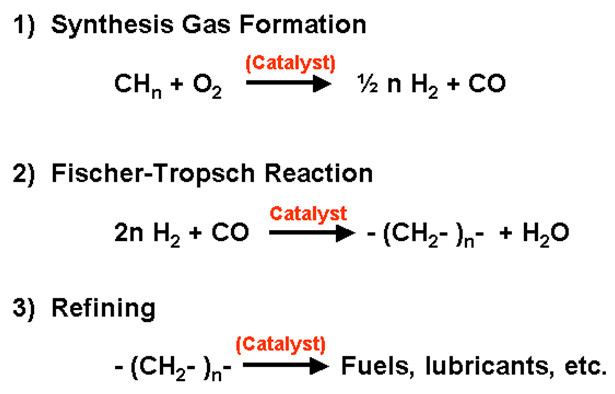 1) Synthesis Gas Formation
(Catalyst)
CHₙ + O₂ ½ n H₂ + CO
2) Fischer-Tropsch Reaction
Catalyst
2n H₂ + CO - (CH₂- )ₙ- + H₂O
3) Refining
(Catalyst)
- (CH₂- )ₙ- Fuels, lubricants, etc.